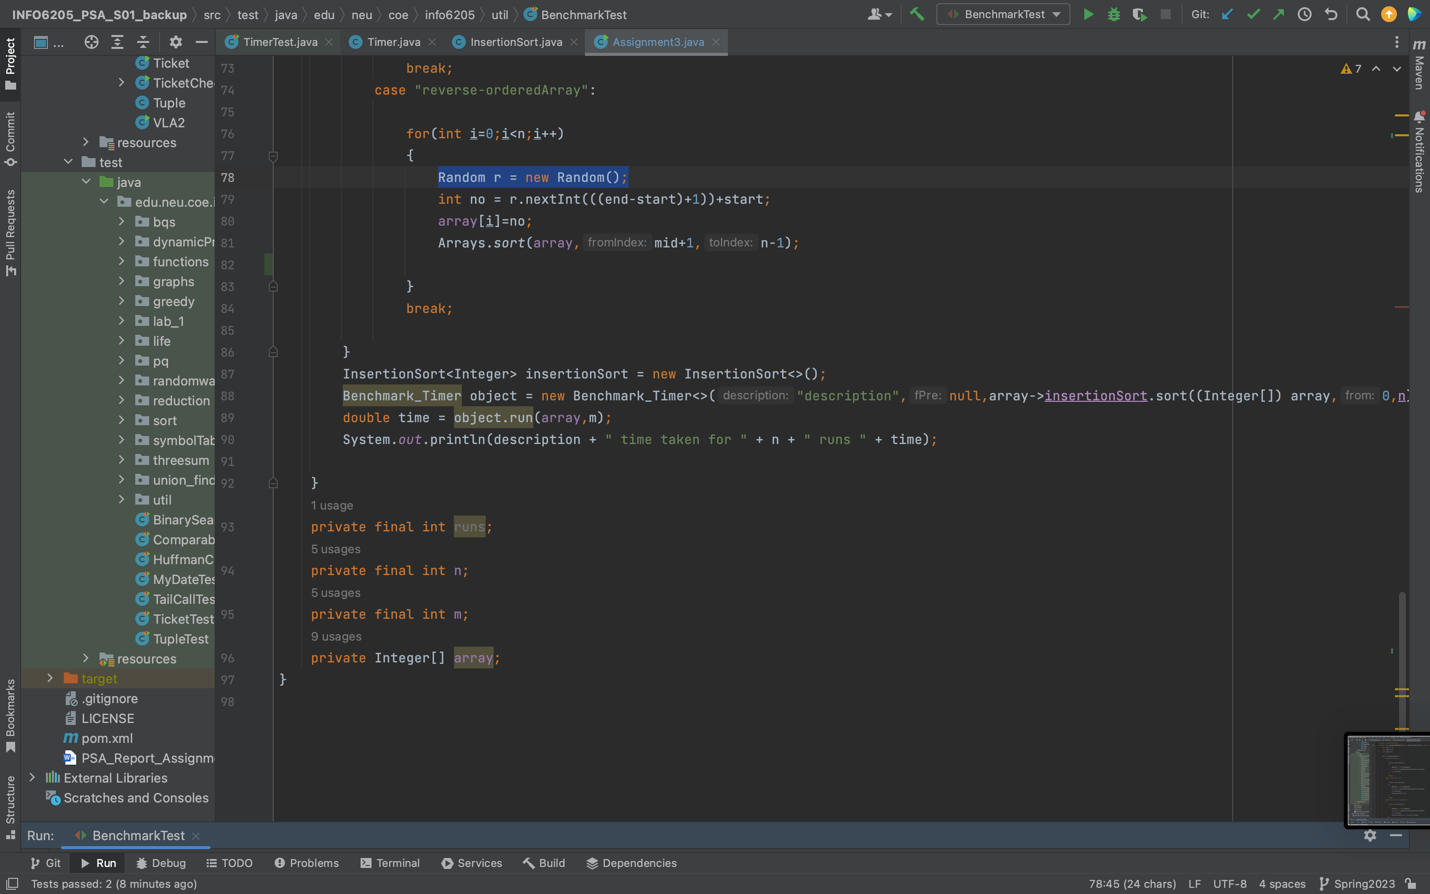 INFO6205_PSA_S01_backup 〉 src 〉 test 〉 java 〉 edu 〉 neu 〉 coe 〉 info6205 〉 util 〉 BenchmarkTest
BenchmarkTest
Git:
...
TimerTest.java
Timer.java
InsertionSort.java
Assignment3.java
Project
Commit
Pull Requests
Bookmarks
Structure
Ticket
TicketChe
Tuple
VLA2
resources
test
java
edu.neu.coe.i
bqs
dynamicPr
functions
graphs
greedy
lab_1
life
pq
randomwa
reduction
sort
symbolTab
threesum
union_find
util
BinarySea
Comparab
HuffmanC
MyDateTes
TailCallTes
TicketTest
TupleTest
resources
target
.gitignore
LICENSE
pom.xml
PSA_Report_Assignm
External Libraries
Scratches and Consoles
73 break;
74 case "reverse-orderedArray":
75
76 for(int i=0;i<n;i++)
77 {
78 Random r = new Random();
79 int no = r.nextInt(((end-start)+1))+start;
80 array[i]=no;
81 Arrays.sort(array, fromIndex: mid+1, toIndex: n-1);
82
83 }
84 break;
85
86 }
87 InsertionSort<Integer> insertionSort = new InsertionSort<>();
88 Benchmark_Timer object = new Benchmark_Timer<>( description: "description", fPre: null,array->insertionSort.sort((Integer[]) array, from: 0,n)
89 double time = object.run(array,m);
90 System.out.println(description + " time taken for " + n + " runs " + time);
91
92 }
1 usage
93 private final int runs;
5 usages
94 private final int n;
5 usages
95 private final int m;
9 usages
96 private Integer[] array;
97 }
98
7
m
Maven
Notifications
Run: BenchmarkTest
Git Run Debug TODO Problems Terminal Services Build Dependencies
Tests passed: 2 (8 minutes ago)
78:45 (24 chars) LF UTF-8 4 spaces Spring2023